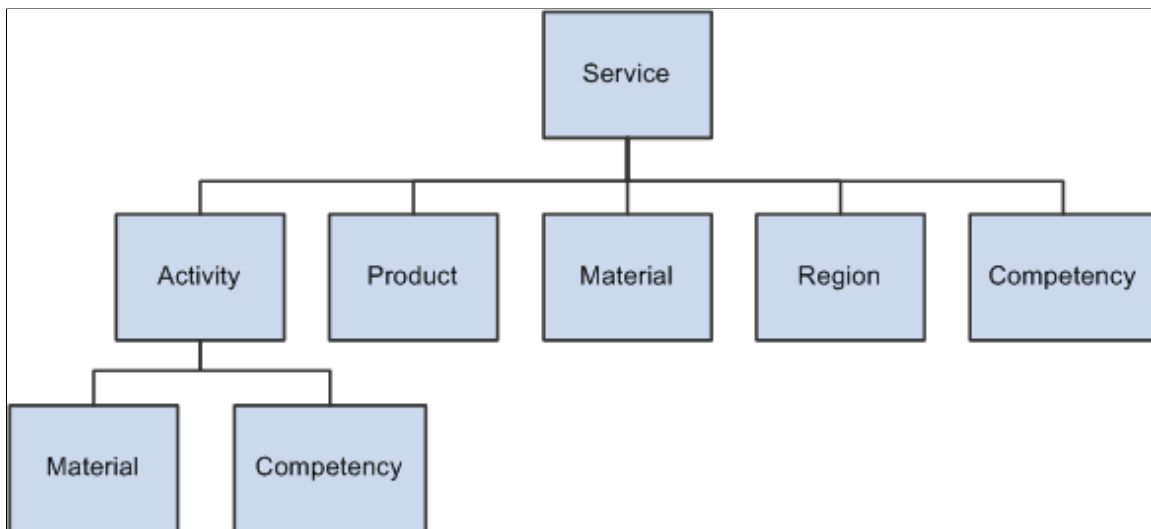 Service
Activity
Product
Material
Region
Competency
Material
Competency